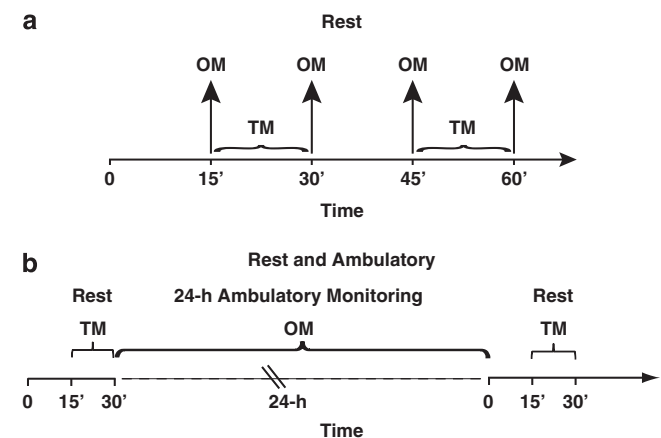 a
Rest
OM OM OM OM
TM TM
0 15’ 30’ 45’ 60’
Time
b
Rest and Ambulatory
Rest 24-h Ambulatory Monitoring Rest
TM OM TM
0 15’ 30’ 24-h 0 15’ 30’
Time